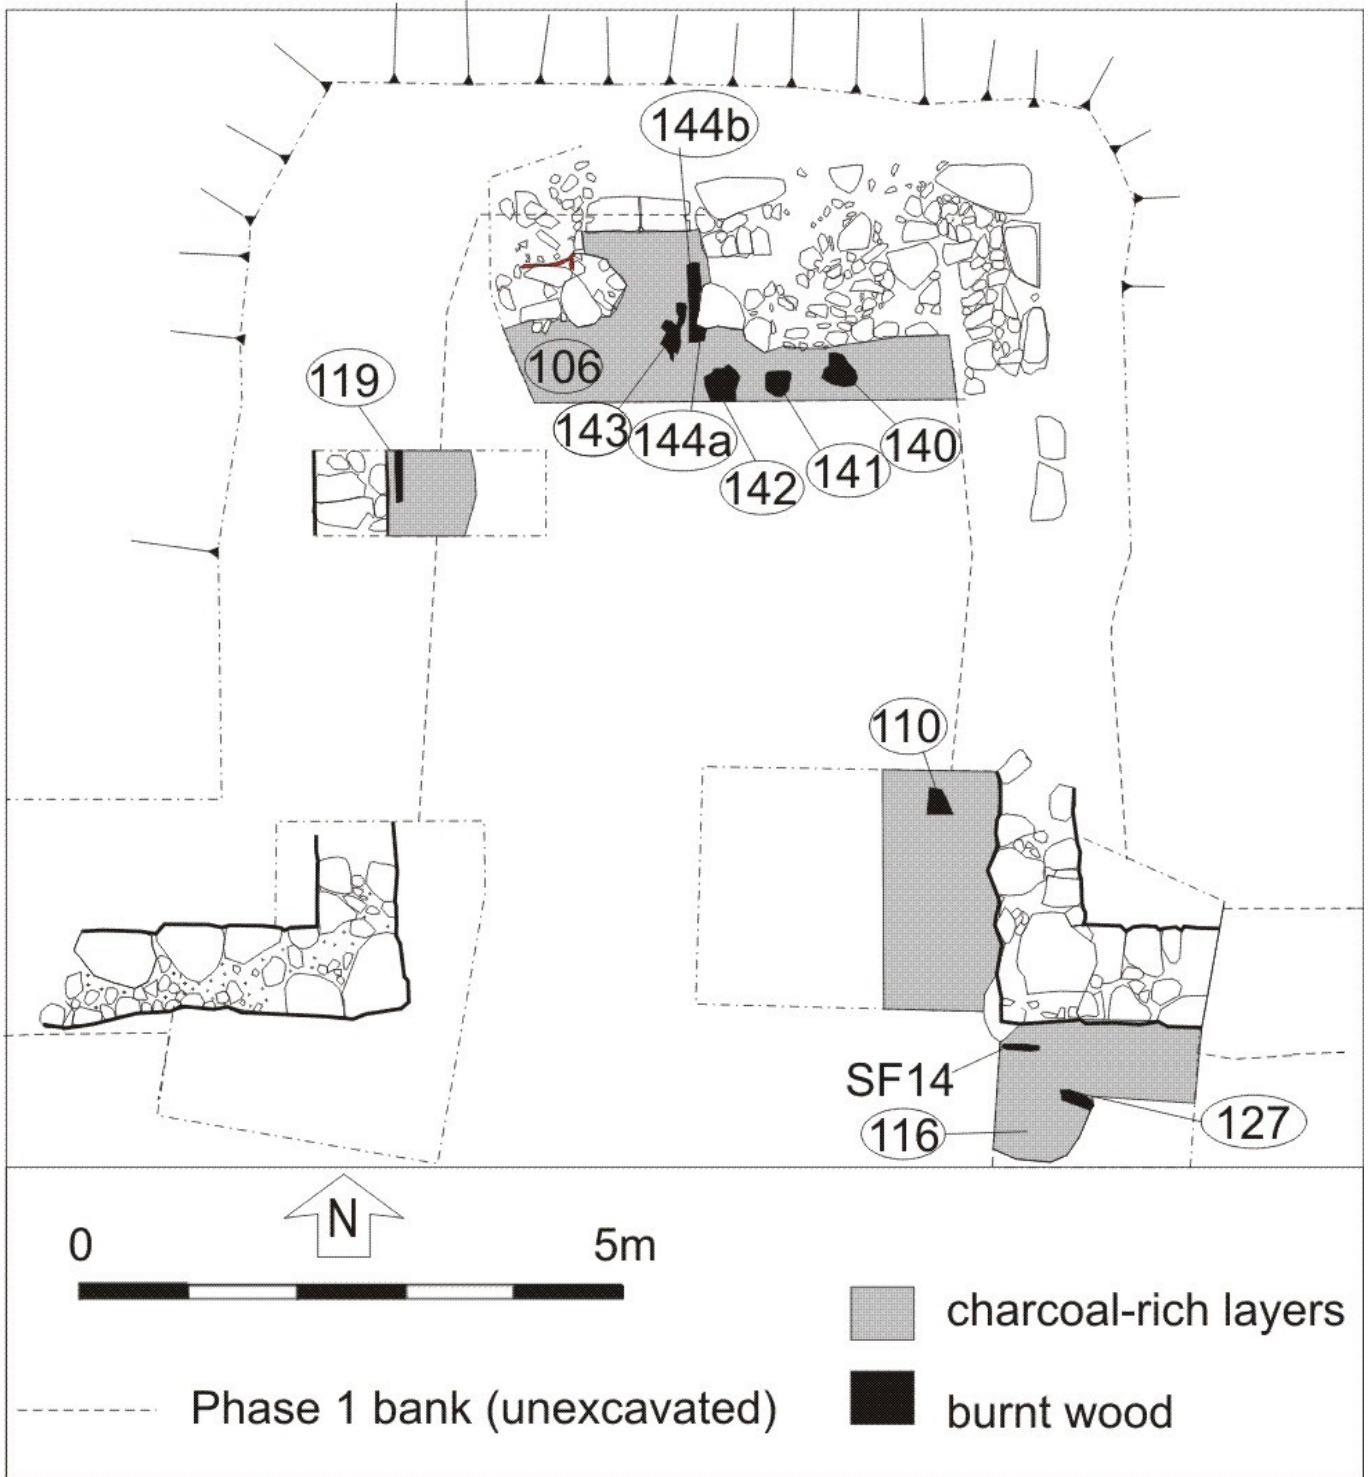 144b
119
106
143
144a
142
141
140
110
SF14
116
127
N
0
5m
charcoal-rich layers
Phase 1 bank (unexcavated)
burnt wood